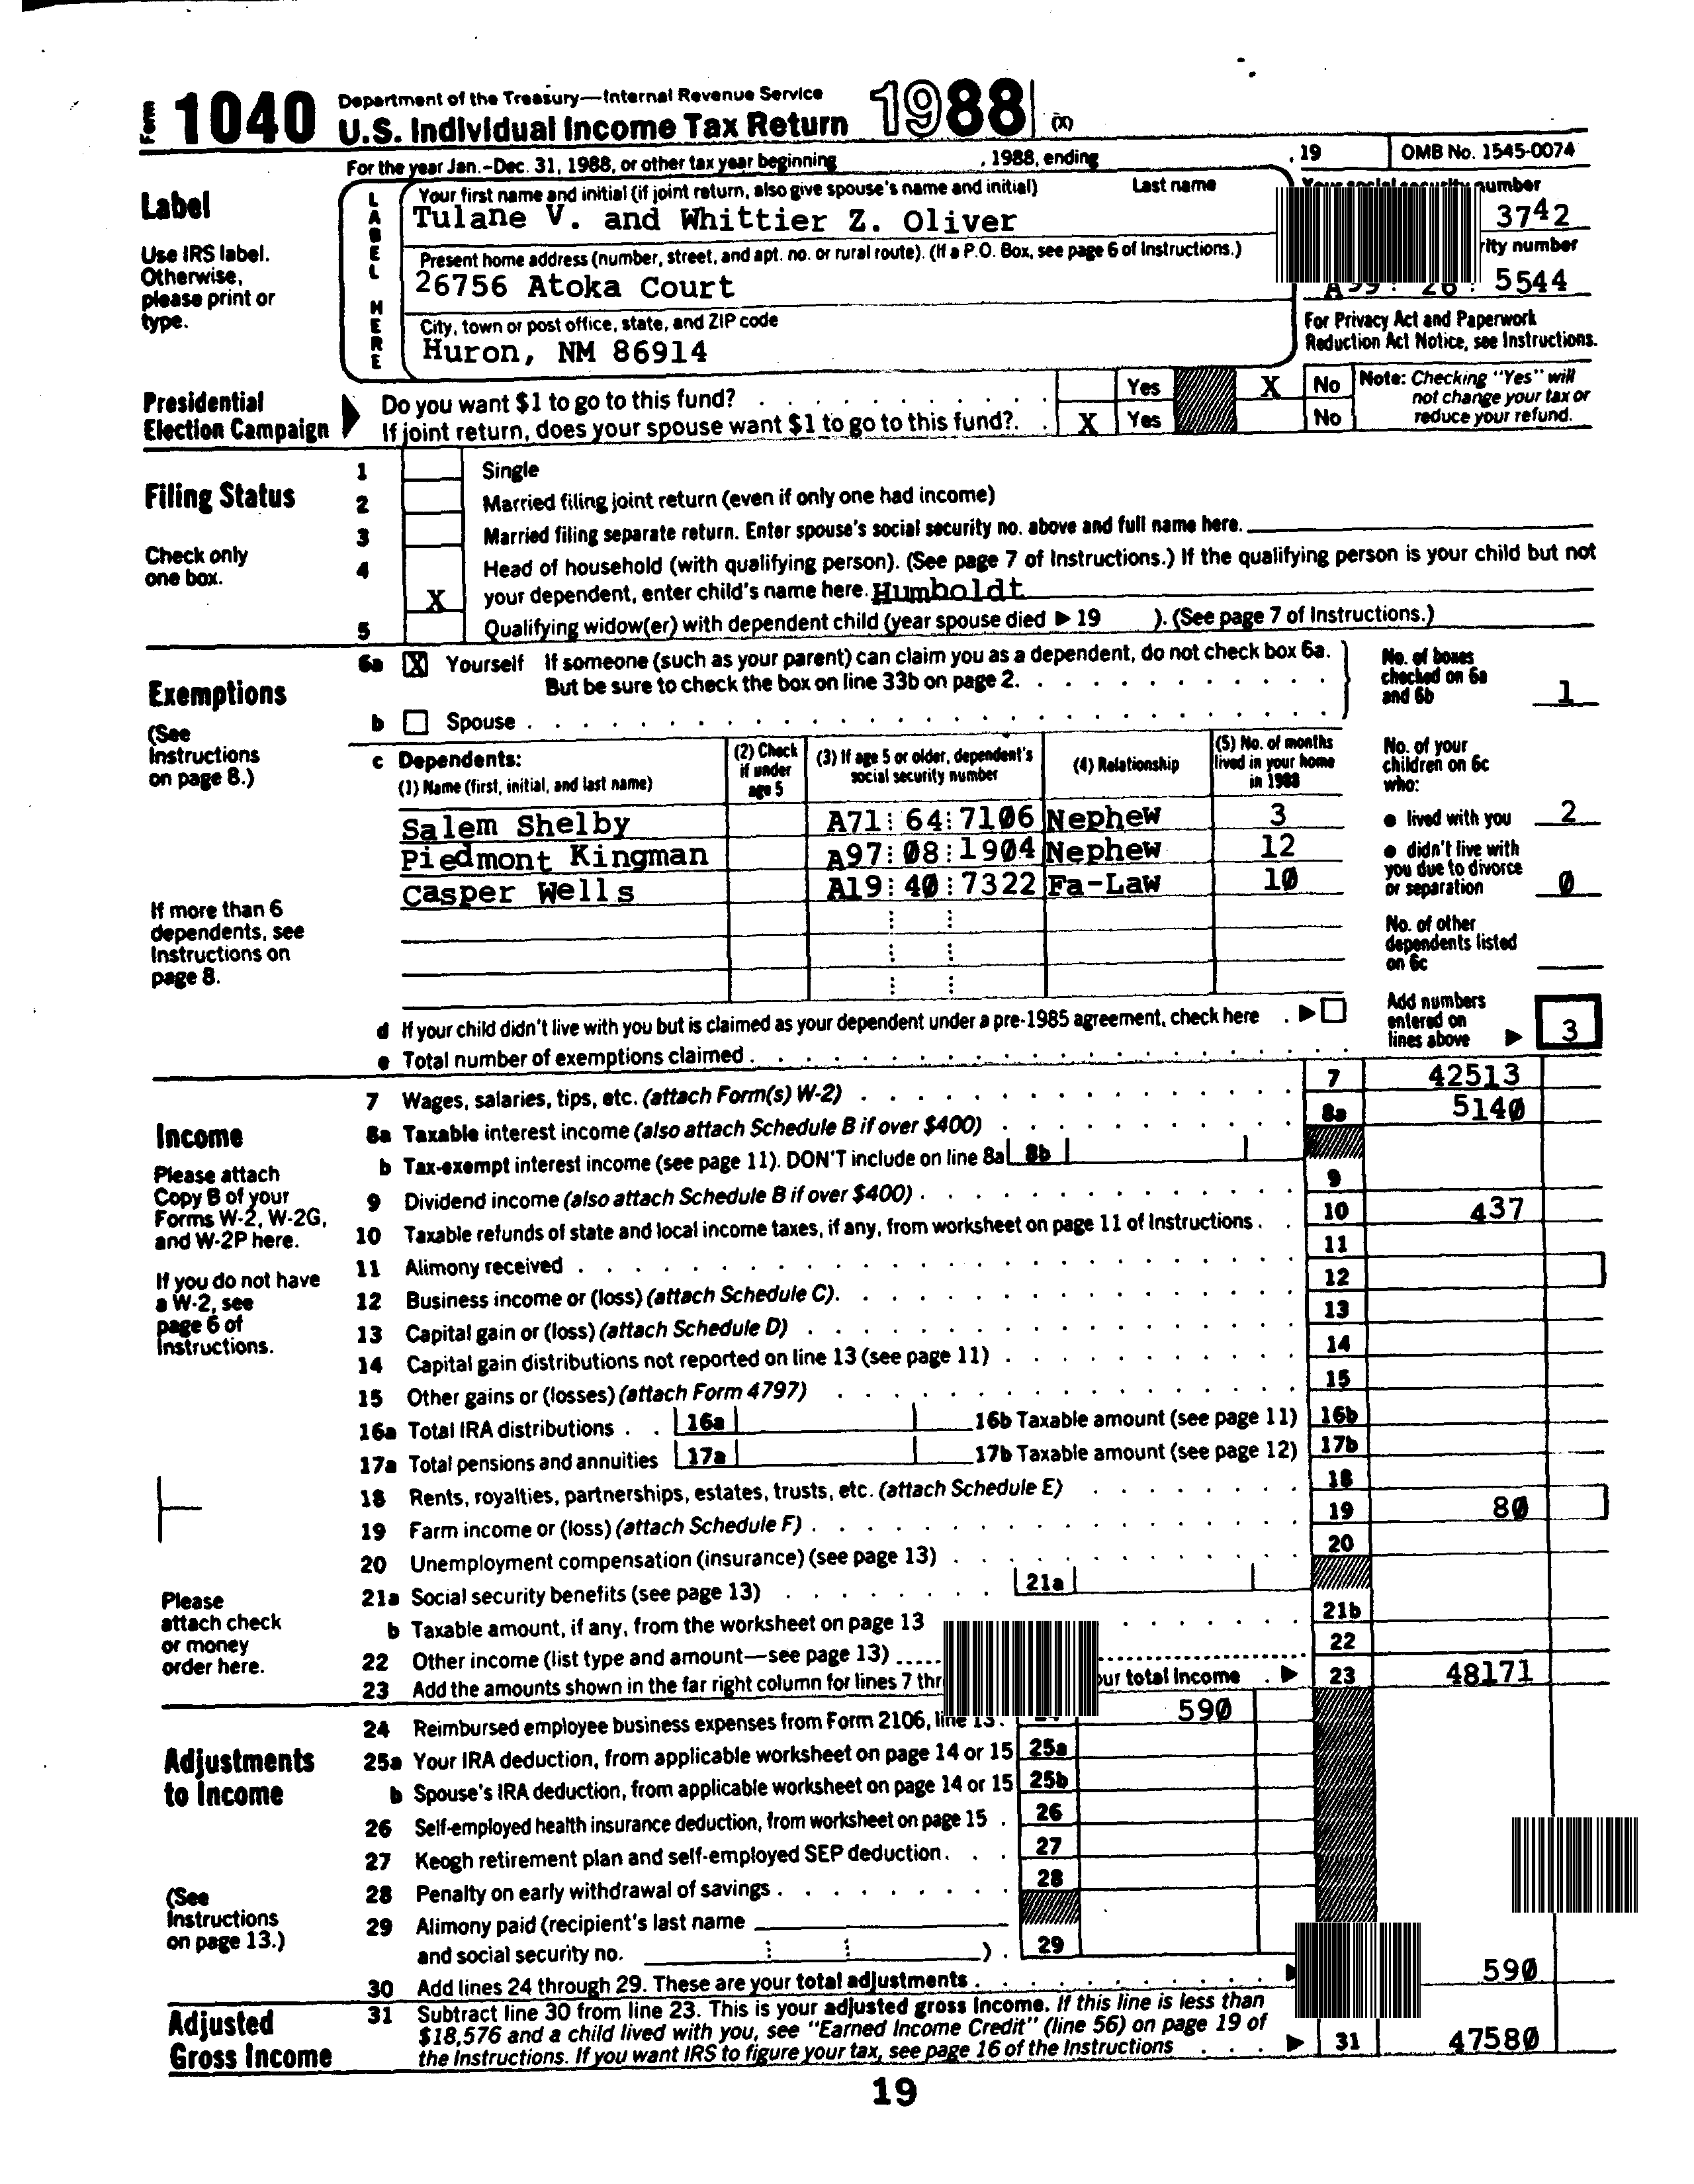 Form 1040 Department of the Treasury—Internal Revenue Service
U.S. Individual Income Tax Return 1988 (X)
For the year Jan.–Dec. 31, 1988, or other tax year beginning , 1988, ending , 19 OMB No. 1545-0074
Label
Use IRS label.
Otherwise,
please print or
type.
LABEL HERE
Your first name and initial (if joint return, also give spouse's name and initial) Last name
Tulane V. and Whittier Z. Oliver
number
3742
Present home address (number, street, and apt. no. or rural route). (If a P.O. Box, see page 6 of Instructions.)
26756 Atoka Court
rity number
5544
City, town or post office, state, and ZIP code
Huron, NM 86914
For Privacy Act and Paperwork
Reduction Act Notice, see Instructions.
Presidential
Election Campaign
Do you want $1 to go to this fund? Yes X No
If joint return, does your spouse want $1 to go to this fund?. X Yes No
Note: Checking "Yes" will
not change your tax or
reduce your refund.
Filing Status
Check only
one box.
1 Single
2 Married filing joint return (even if only one had income)
3 Married filing separate return. Enter spouse's social security no. above and full name here.
4 Head of household (with qualifying person). (See page 7 of Instructions.) If the qualifying person is your child but not
X your dependent, enter child's name here. Humboldt
5 Qualifying widow(er) with dependent child (year spouse died ▶ 19 ). (See page 7 of Instructions.)
Exemptions
(See
Instructions
on page 8.)
6a X Yourself If someone (such as your parent) can claim you as a dependent, do not check box 6a.
But be sure to check the box on line 33b on page 2.
b Spouse
No. of boxes
checked on 6a
and 6b 1
c Dependents:
(1) Name (first, initial, and last name)
(2) Check
if under
age 5
(3) If age 5 or older, dependent's
social security number
(4) Relationship
(5) No. of months
lived in your home
in 1988
Salem Shelby A71:64:7106 Nephew 3
Piedmont Kingman A97:08:1904 Nephew 12
Casper Wells A19:40:7322 Fa-Law 10
No. of your
children on 6c
who:
● lived with you 2
● didn't live with
you due to divorce
or separation 0
No. of other
dependents listed
on 6c
If more than 6
dependents, see
Instructions on
page 8.
d If your child didn't live with you but is claimed as your dependent under a pre-1985 agreement, check here . ▶
e Total number of exemptions claimed
Add numbers
entered on
lines above ▶ 3
Income
Please attach
Copy B of your
Forms W-2, W-2G,
and W-2P here.
If you do not have
a W-2, see
page 6 of
Instructions.
7 Wages, salaries, tips, etc. (attach Form(s) W-2) 7 42513
8a Taxable interest income (also attach Schedule B if over $400) 8a 5140
b Tax-exempt interest income (see page 11). DON'T include on line 8a 8b
9 Dividend income (also attach Schedule B if over $400) 9
10 Taxable refunds of state and local income taxes, if any, from worksheet on page 11 of Instructions 10 437
11 Alimony received 11
12 Business income or (loss) (attach Schedule C) 12
13 Capital gain or (loss) (attach Schedule D) 13
14 Capital gain distributions not reported on line 13 (see page 11) 14
15 Other gains or (losses) (attach Form 4797) 15
16a Total IRA distributions 16a 16b Taxable amount (see page 11) 16b
17a Total pensions and annuities 17a 17b Taxable amount (see page 12) 17b
18 Rents, royalties, partnerships, estates, trusts, etc. (attach Schedule E) 18
19 Farm income or (loss) (attach Schedule F) 19 80
20 Unemployment compensation (insurance) (see page 13) 20
21a Social security benefits (see page 13) 21a
b Taxable amount, if any, from the worksheet on page 13 21b
22 Other income (list type and amount—see page 13) 22
23 Add the amounts shown in the far right column for lines 7 thr our total income ▶ 23 48171
Please
attach check
or money
order here.
Adjustments
to Income
(See
Instructions
on page 13.)
24 Reimbursed employee business expenses from Form 2106, line 13. 590
25a Your IRA deduction, from applicable worksheet on page 14 or 15 25a
b Spouse's IRA deduction, from applicable worksheet on page 14 or 15 25b
26 Self-employed health insurance deduction, from worksheet on page 15 26
27 Keogh retirement plan and self-employed SEP deduction 27
28 Penalty on early withdrawal of savings 28
29 Alimony paid (recipient's last name
and social security no. ). 29
30 Add lines 24 through 29. These are your total adjustments 590
Adjusted
Gross Income
31 Subtract line 30 from line 23. This is your adjusted gross income. If this line is less than
$18,576 and a child lived with you, see "Earned Income Credit" (line 56) on page 19 of
the Instructions. If you want IRS to figure your tax, see page 16 of the Instructions ▶ 31 47580
19